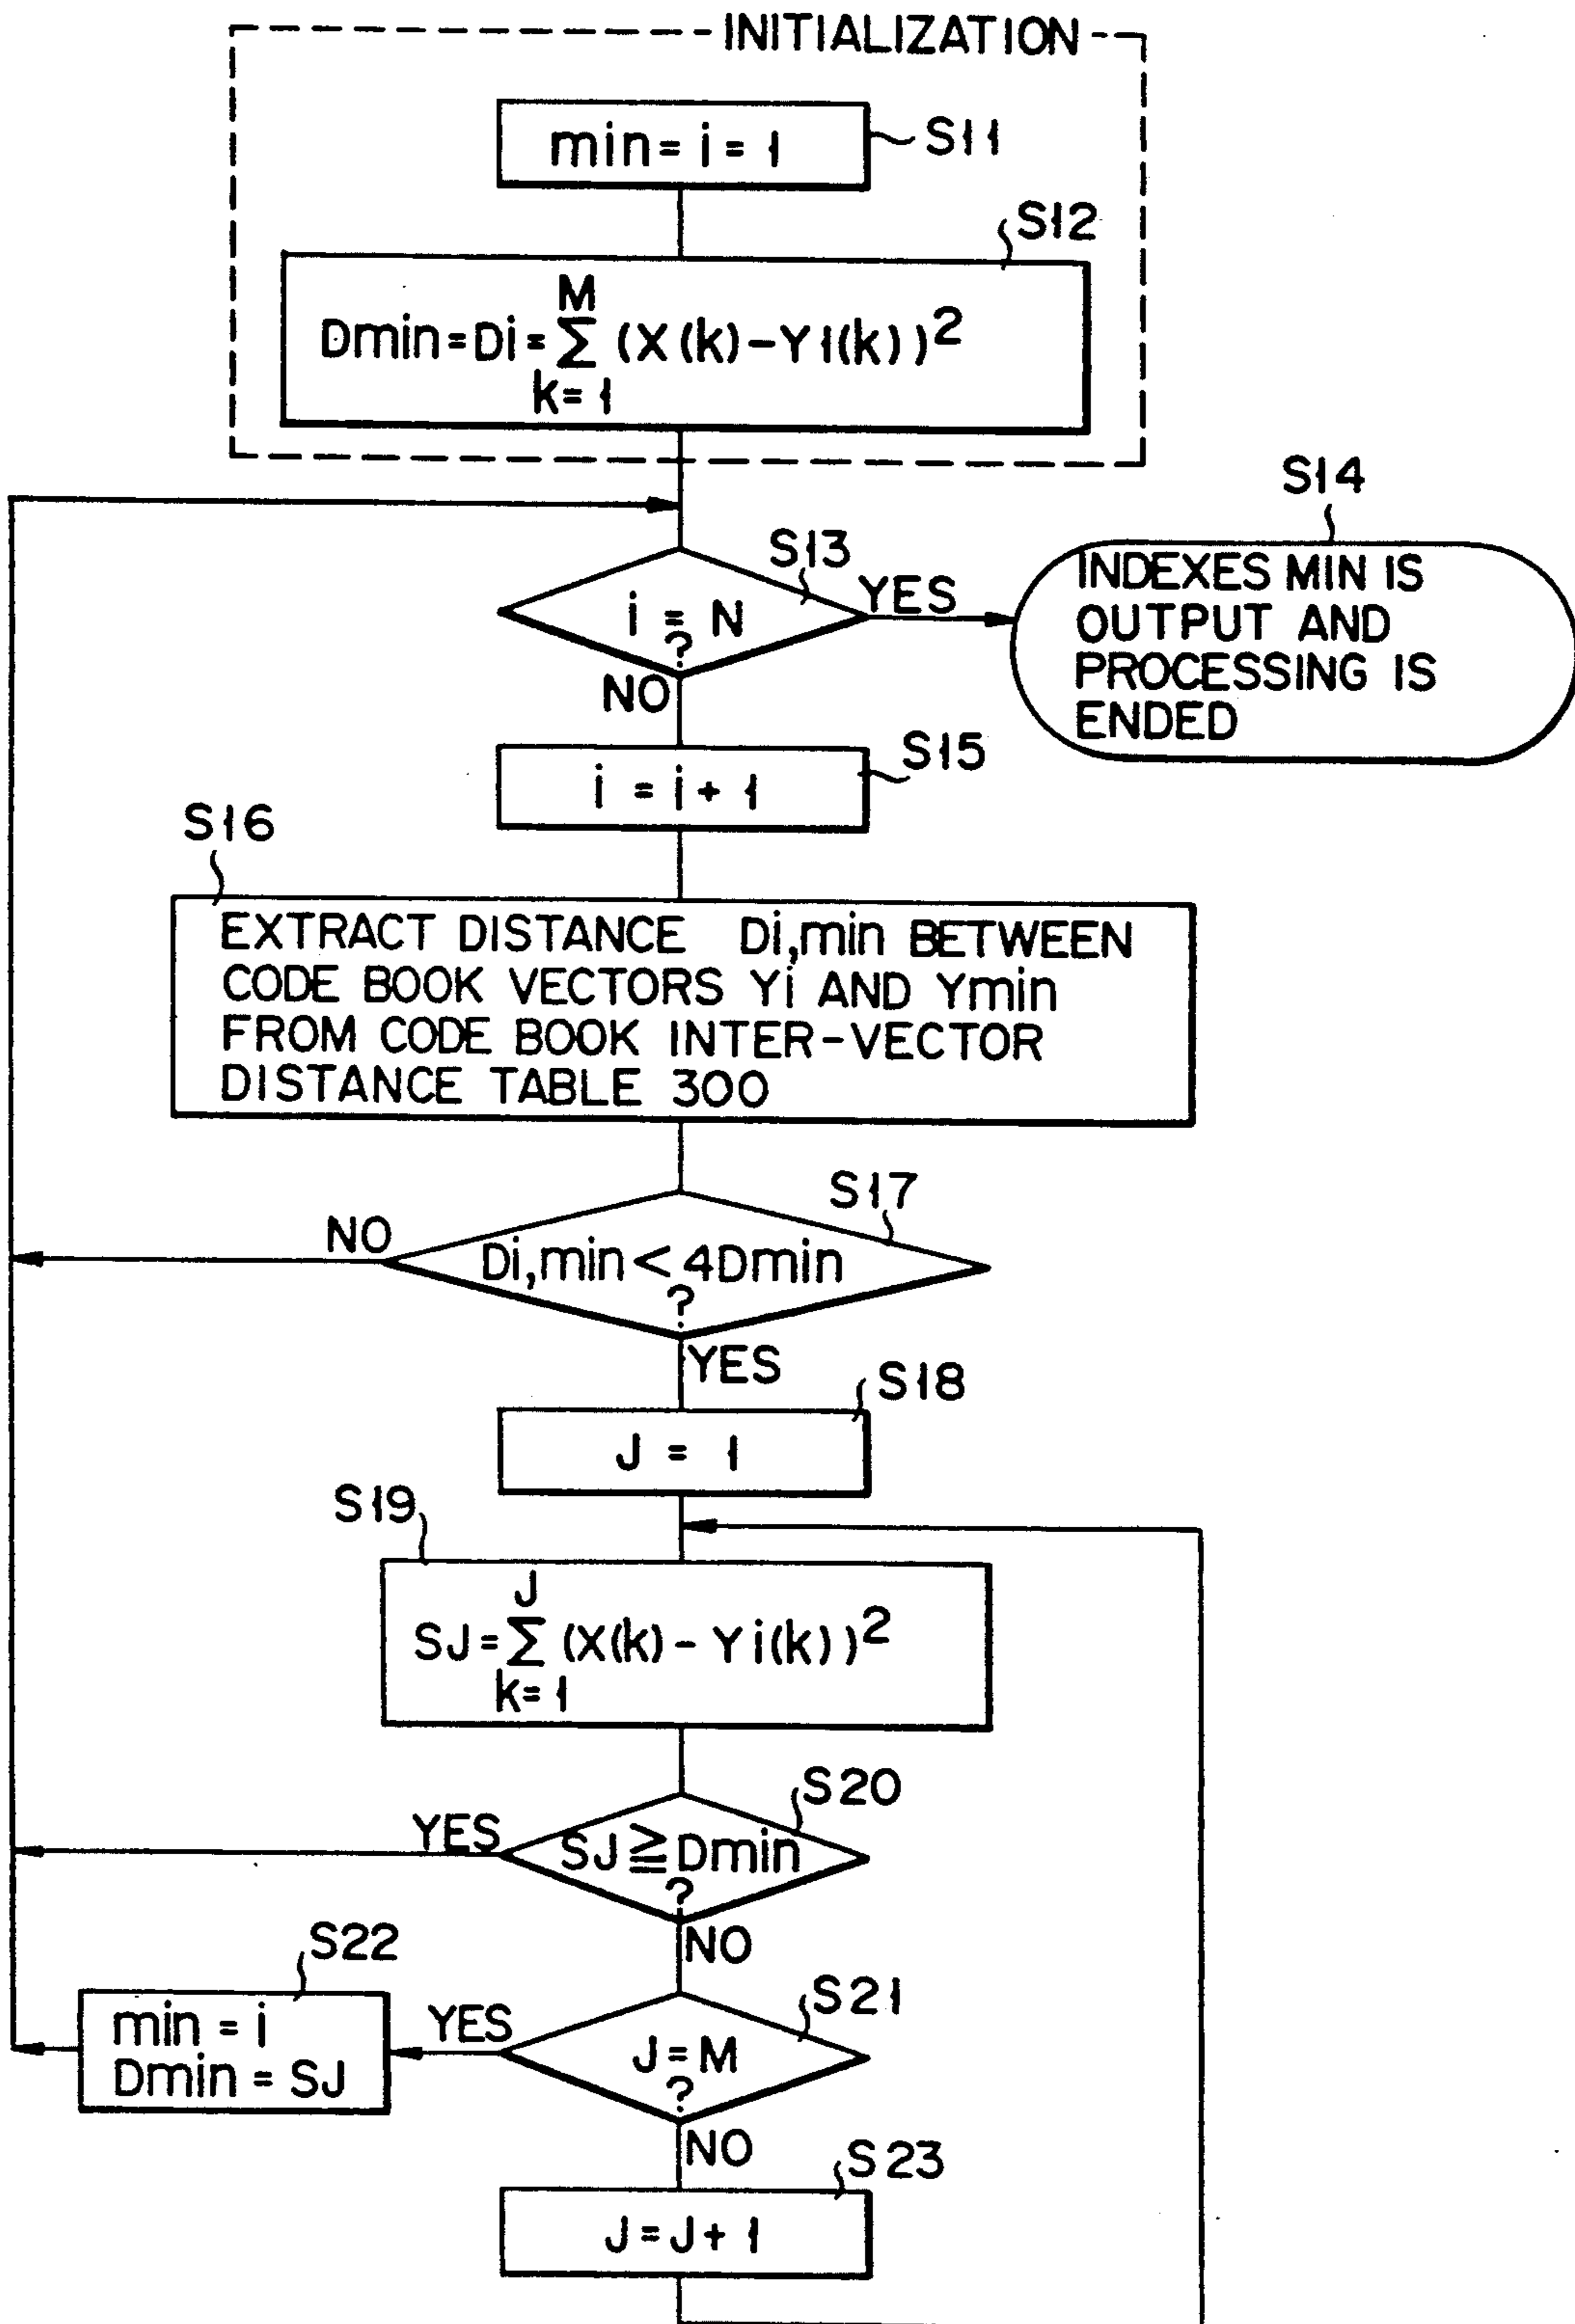 INITIALIZATION
min = i = 1
S11
S12
M
Dmin = Di = Σ (X(k) - Y1(k))²
k = 1
S13
i = N
?
YES
NO
S14
INDEXES MIN IS
OUTPUT AND
PROCESSING IS
ENDED
S15
i = i + 1
S16
EXTRACT DISTANCE Di,min BETWEEN
CODE BOOK VECTORS Yi AND Ymin
FROM CODE BOOK INTER-VECTOR
DISTANCE TABLE 300
S17
NO
Di,min < 4Dmin
?
YES
S18
J = 1
S19
J
SJ = Σ (X(k) - Yi(k))²
k = 1
S20
YES
SJ ≧ Dmin
?
NO
S22
min = i
Dmin = SJ
YES
S21
J = M
?
NO
S23
J = J + 1